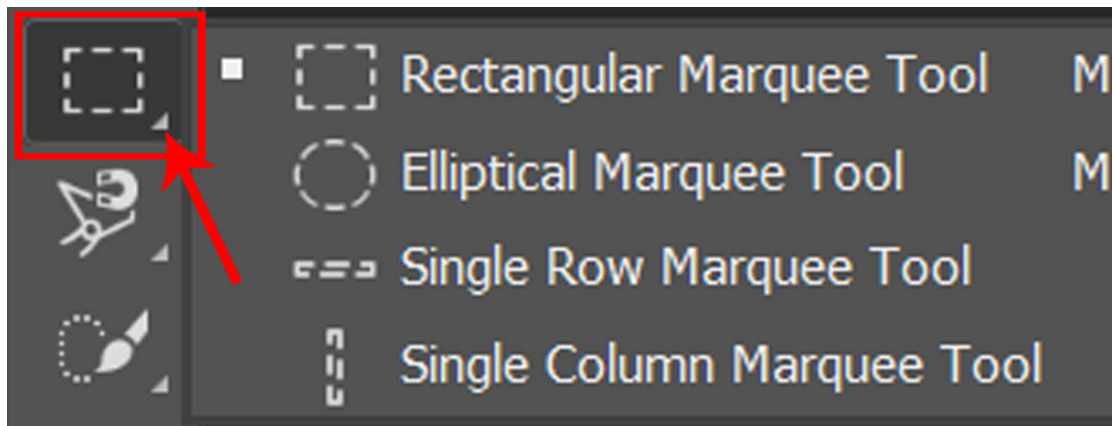 Rectangular Marquee Tool M
Elliptical Marquee Tool M
Single Row Marquee Tool
Single Column Marquee Tool